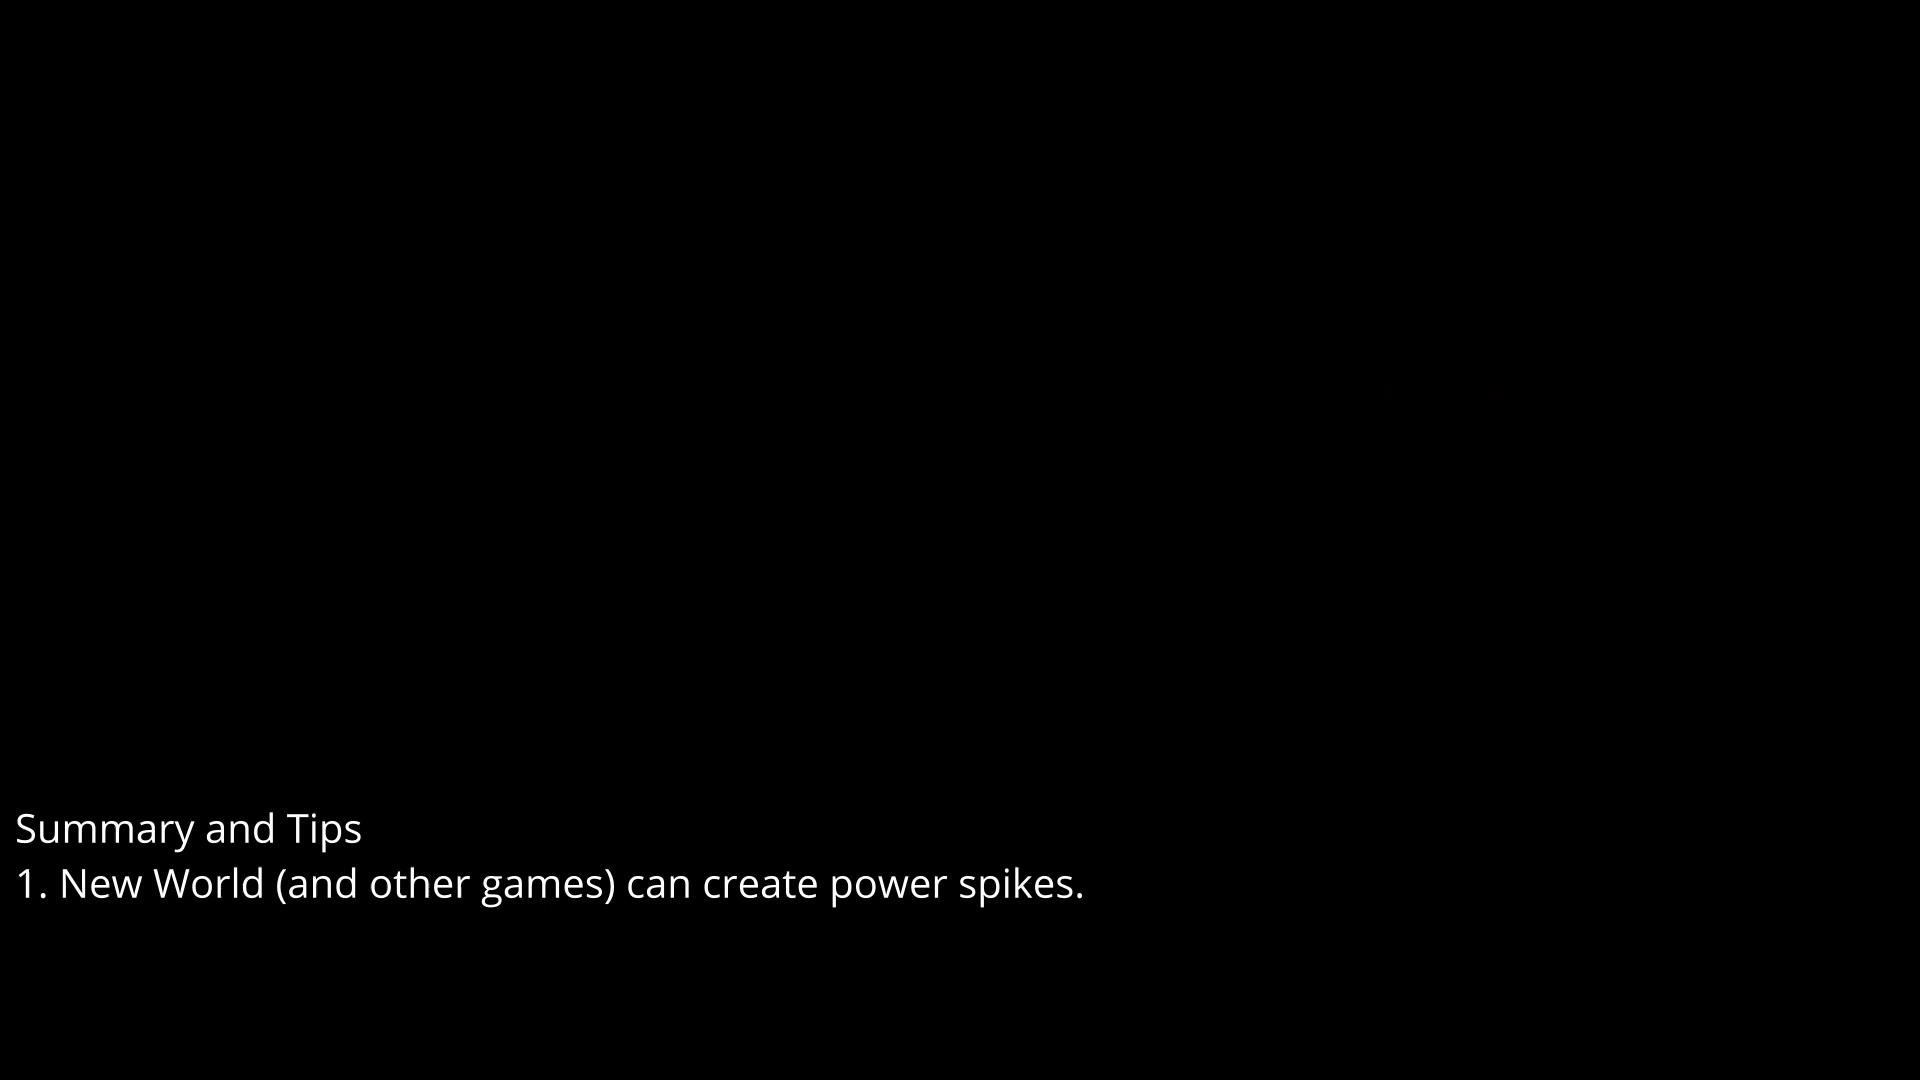 Summary and Tips
1. New World (and other games) can create power spikes.